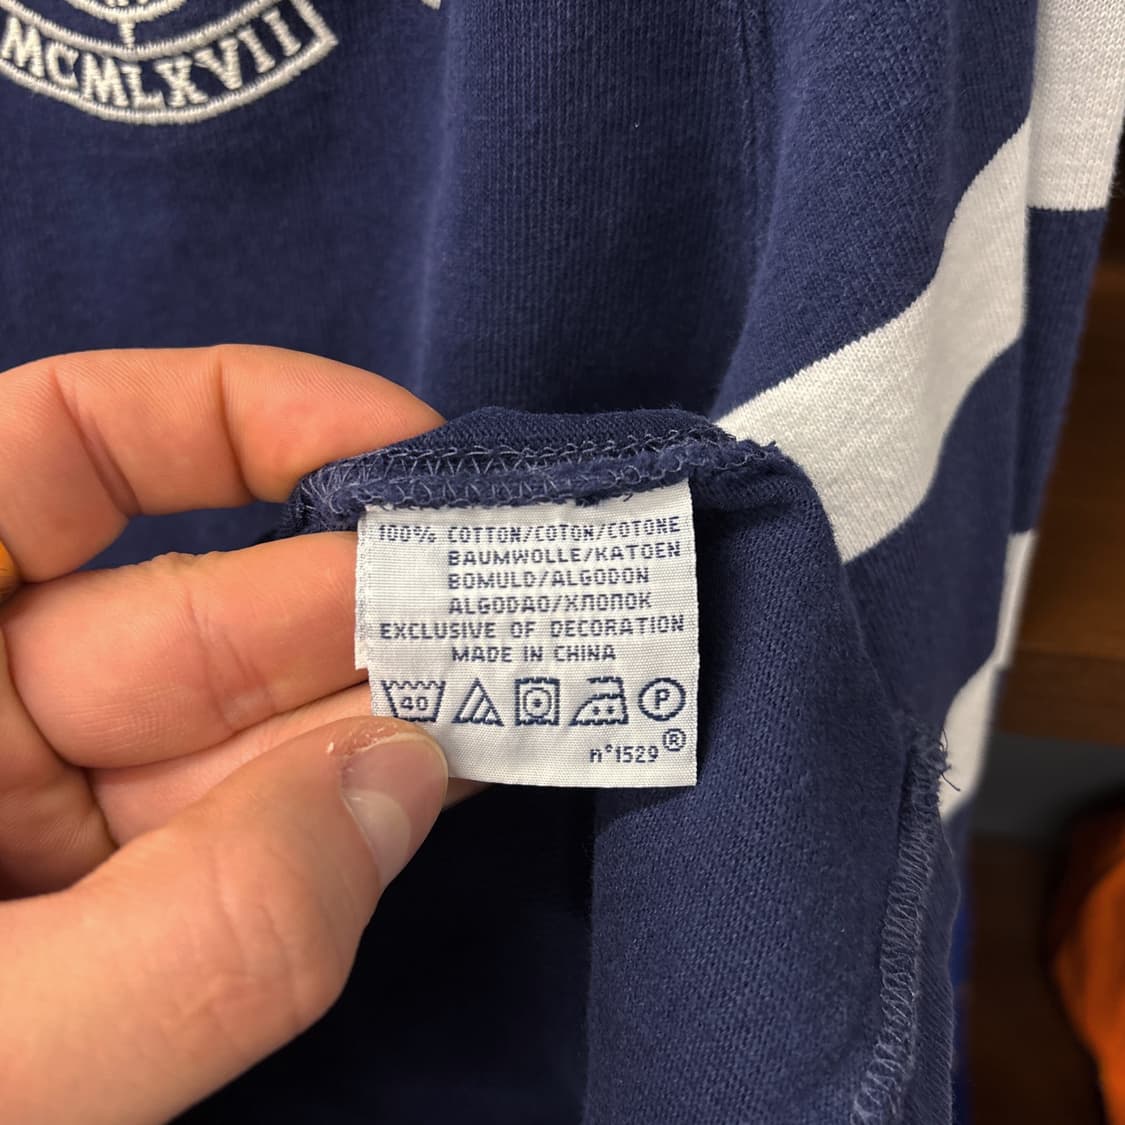 MCMLXVII
100% COTTON/COTON/COTONE
BAUMWOLLE/KATOEN
BOMULD/ALGODON
ALGODAO/ХЛОПОК
EXCLUSIVE OF DECORATION
MADE IN CHINA
40 P
n°1529®